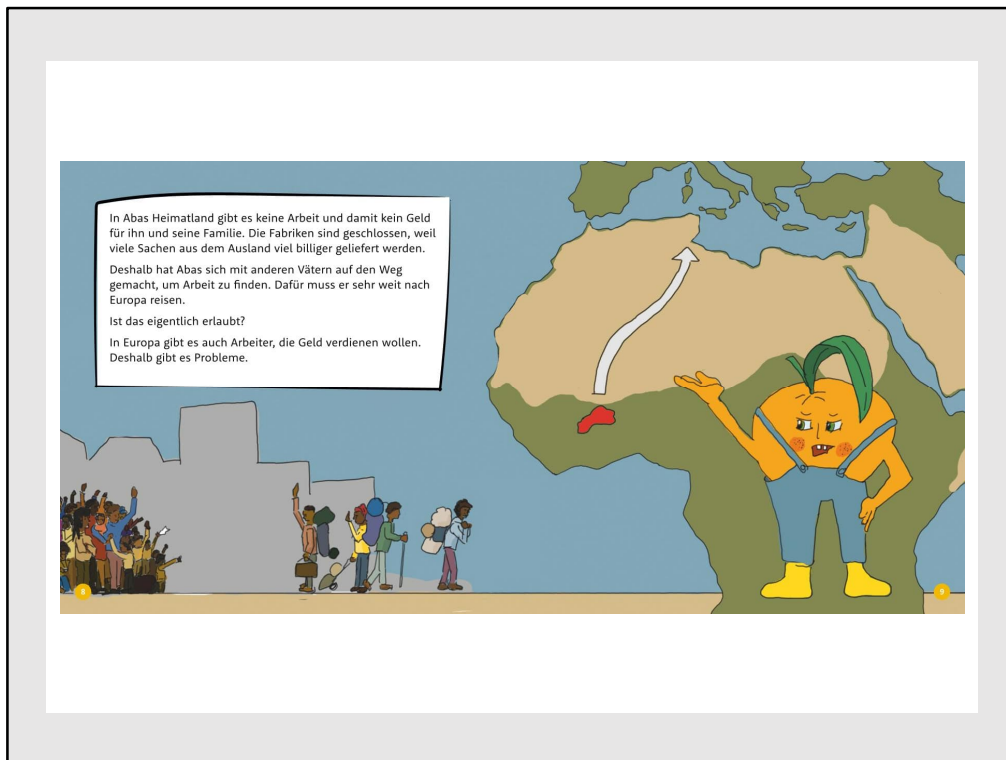 In Abas Heimatland gibt es keine Arbeit und damit kein Geld
für ihn und seine Familie. Die Fabriken sind geschlossen, weil
viele Sachen aus dem Ausland viel billiger geliefert werden.
Deshalb hat Abas sich mit anderen Vätern auf den Weg
gemacht, um Arbeit zu finden. Dafür muss er sehr weit nach
Europa reisen.
Ist das eigentlich erlaubt?
In Europa gibt es auch Arbeiter, die Geld verdienen wollen.
Deshalb gibt es Probleme.
8
9